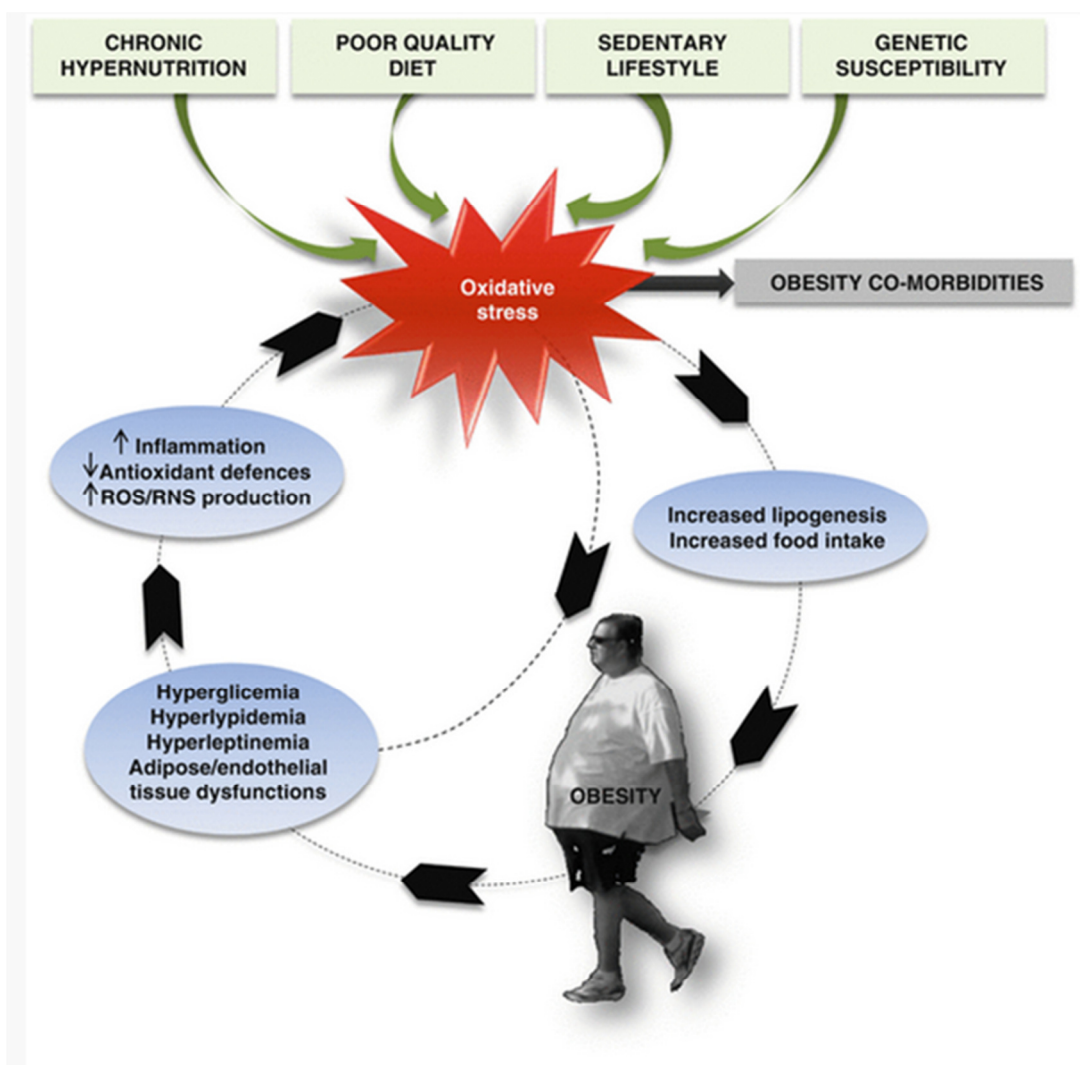 CHRONIC
HYPERNUTRITION
POOR QUALITY
DIET
SEDENTARY
LIFESTYLE
GENETIC
SUSCEPTIBILITY
Oxidative
stress
OBESITY CO-MORBIDITIES
↑ Inflammation
↓Antioxidant defences
↑ROS/RNS production
Increased lipogenesis
Increased food intake
Hyperglicemia
Hyperlypidemia
Hyperleptinemia
Adipose/endothelial
tissue dysfunctions
OBESITY